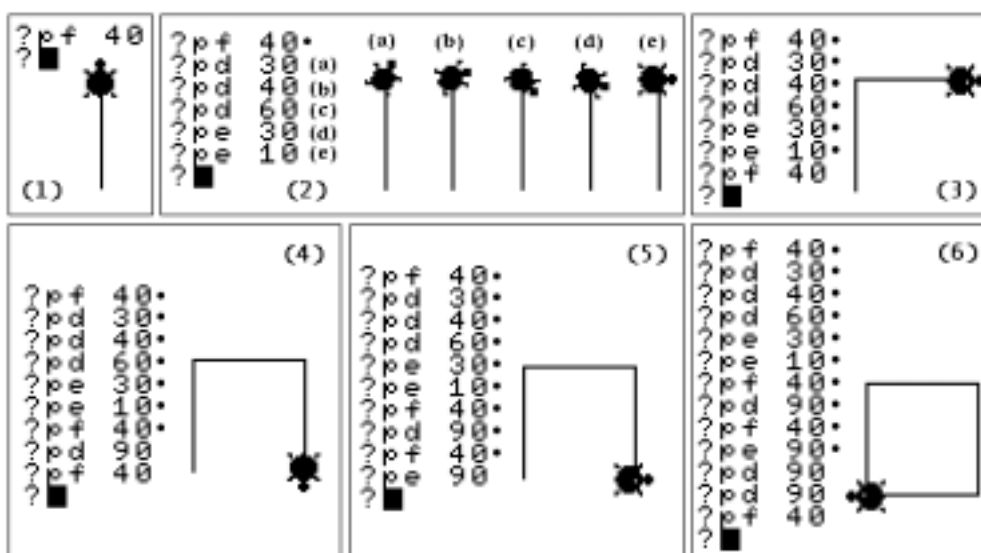 ?pf 40
?
(1)
?pf 40•
?pd 30 (a)
?pd 40 (b)
?pd 60 (c)
?pe 30 (d)
?pe 10 (e)
?
(a) (b) (c) (d) (e)
(2)
?pf 40•
?pd 30•
?pd 40•
?pd 60•
?pe 30•
?pe 10•
?pf 40
?
(3)
(4)
?pf 40•
?pd 30•
?pd 40•
?pd 60•
?pe 30•
?pe 10•
?pf 40•
?pd 90
?pf 40
?
(5)
?pf 40•
?pd 30•
?pd 40•
?pd 60•
?pe 30•
?pe 10•
?pf 40•
?pd 90•
?pf 40•
?pe 90
?
(6)
?pf 40•
?pd 30•
?pd 40•
?pd 60•
?pe 30•
?pe 10•
?pf 40•
?pd 90•
?pf 40•
?pe 90•
?pd 90
?pd 90
?pf 40
?